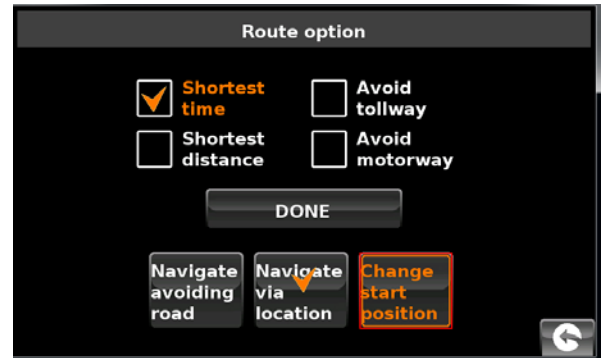 Route option
Shortest
time
Avoid
tollway
Shortest
distance
Avoid
motorway
DONE
Navigate
avoiding
road
Navigate
via
location
Change
start
position